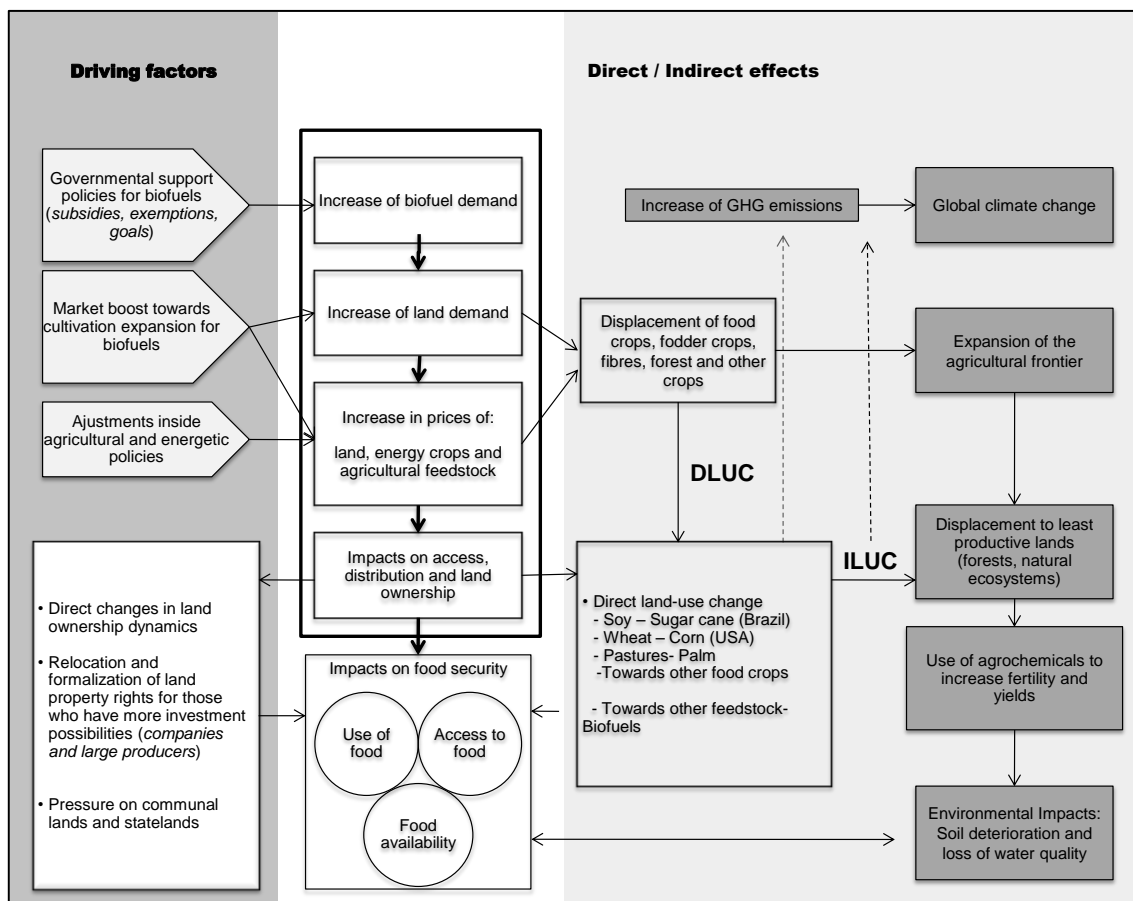 Driving factors
Direct / Indirect effects
Governmental support
policies for biofuels
(subsidies, exemptions,
goals)
Market boost towards
cultivation expansion for
biofuels
Ajustments inside
agricultural and energetic
policies
• Direct changes in land
ownership dynamics
• Relocation and
formalization of land
property rights for those
who have more investment
possibilities (companies
and large producers)
• Pressure on communal
lands and statelands
Increase of biofuel demand
Increase of land demand
Increase in prices of:
land, energy crops and
agricultural feedstock
Impacts on access,
distribution and land
ownership
Impacts on food security
Use of
food
Access to
food
Food
availability
Displacement of food
crops, fodder crops,
fibres, forest and other
crops
DLUC
• Direct land-use change
- Soy – Sugar cane (Brazil)
- Wheat – Corn (USA)
- Pastures- Palm
-Towards other food crops
- Towards other feedstock-
Biofuels
ILUC
Increase of GHG emissions
Global climate change
Expansion of the
agricultural frontier
Displacement to least
productive lands
(forests, natural
ecosystems)
Use of agrochemicals to
increase fertility and
yields
Environmental Impacts:
Soil deterioration and
loss of water quality